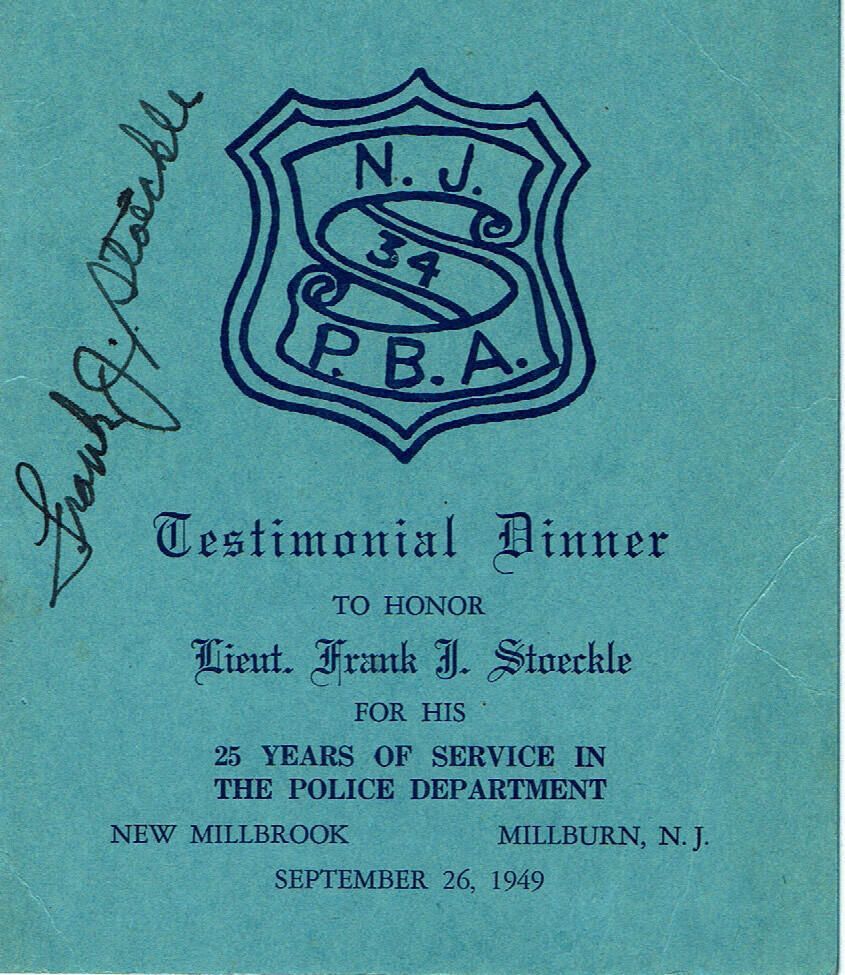 Frank J. Stoeckle
N. J.
34
P. B. A.
Testimonial Dinner
TO HONOR
Lieut. Frank J. Stoeckle
FOR HIS
25 YEARS OF SERVICE IN
THE POLICE DEPARTMENT
NEW MILLBROOK MILLBURN, N. J.
SEPTEMBER 26, 1949